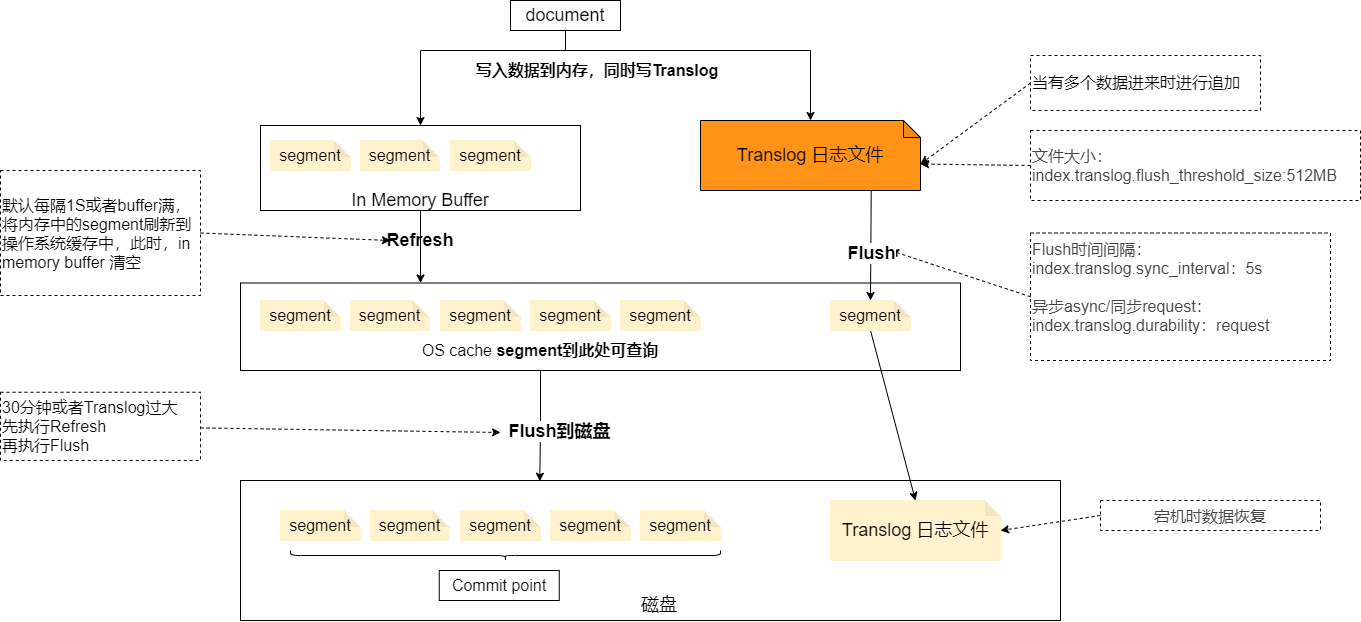 document
写入数据到内存，同时写Translog
当有多个数据进来时进行追加
segment
segment
segment
In Memory Buffer
Translog 日志文件
文件大小：
index.translog.flush_threshold_size:512MB
默认每隔1S或者buffer满，
将内存中的segment刷新到
操作系统缓存中，此时，in
memory buffer 清空
Refresh
Flush
Flush时间间隔：
index.translog.sync_interval：5s
异步async/同步request：
index.translog.durability：request
segment
segment
segment
segment
segment
segment
OS cache segment到此处可查询
30分钟或者Translog过大
先执行Refresh
再执行Flush
Flush到磁盘
segment
segment
segment
segment
segment
Translog 日志文件
宕机时数据恢复
Commit point
磁盘